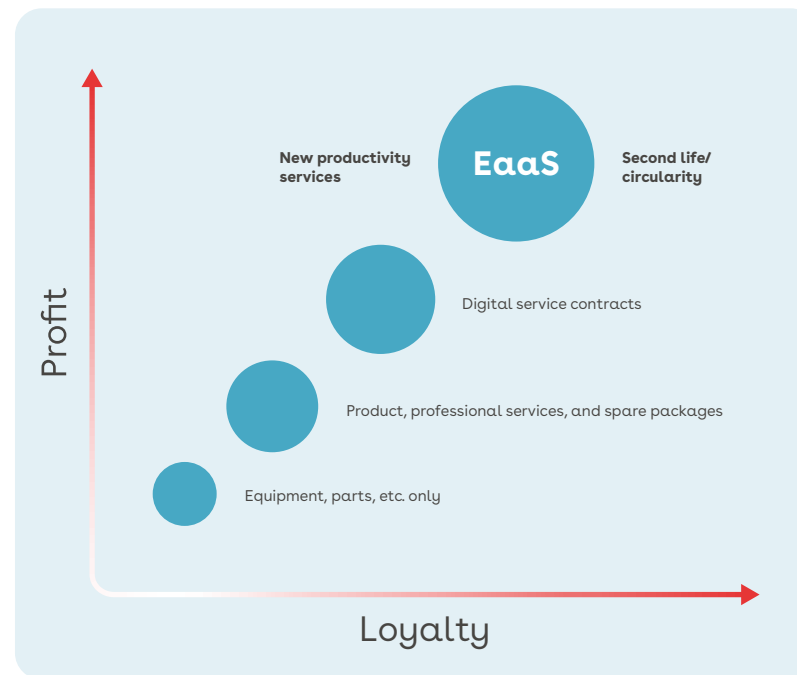 New productivity
services
EaaS
Second life/
circularity
Digital service contracts
Product, professional services, and spare packages
Equipment, parts, etc. only
Profit
Loyalty